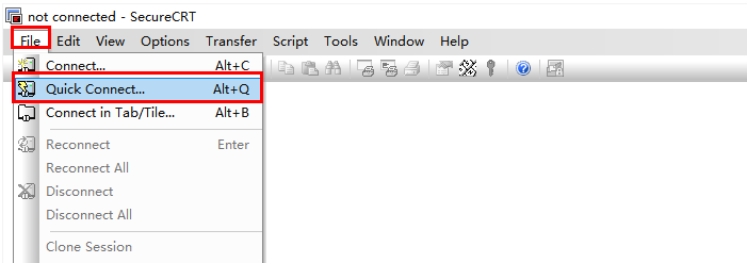 not connected - SecureCRT
File Edit View Options Transfer Script Tools Window Help
Connect... Alt+C
Quick Connect... Alt+Q
Connect in Tab/Tile... Alt+B
Reconnect Enter
Reconnect All
Disconnect
Disconnect All
Clone Session